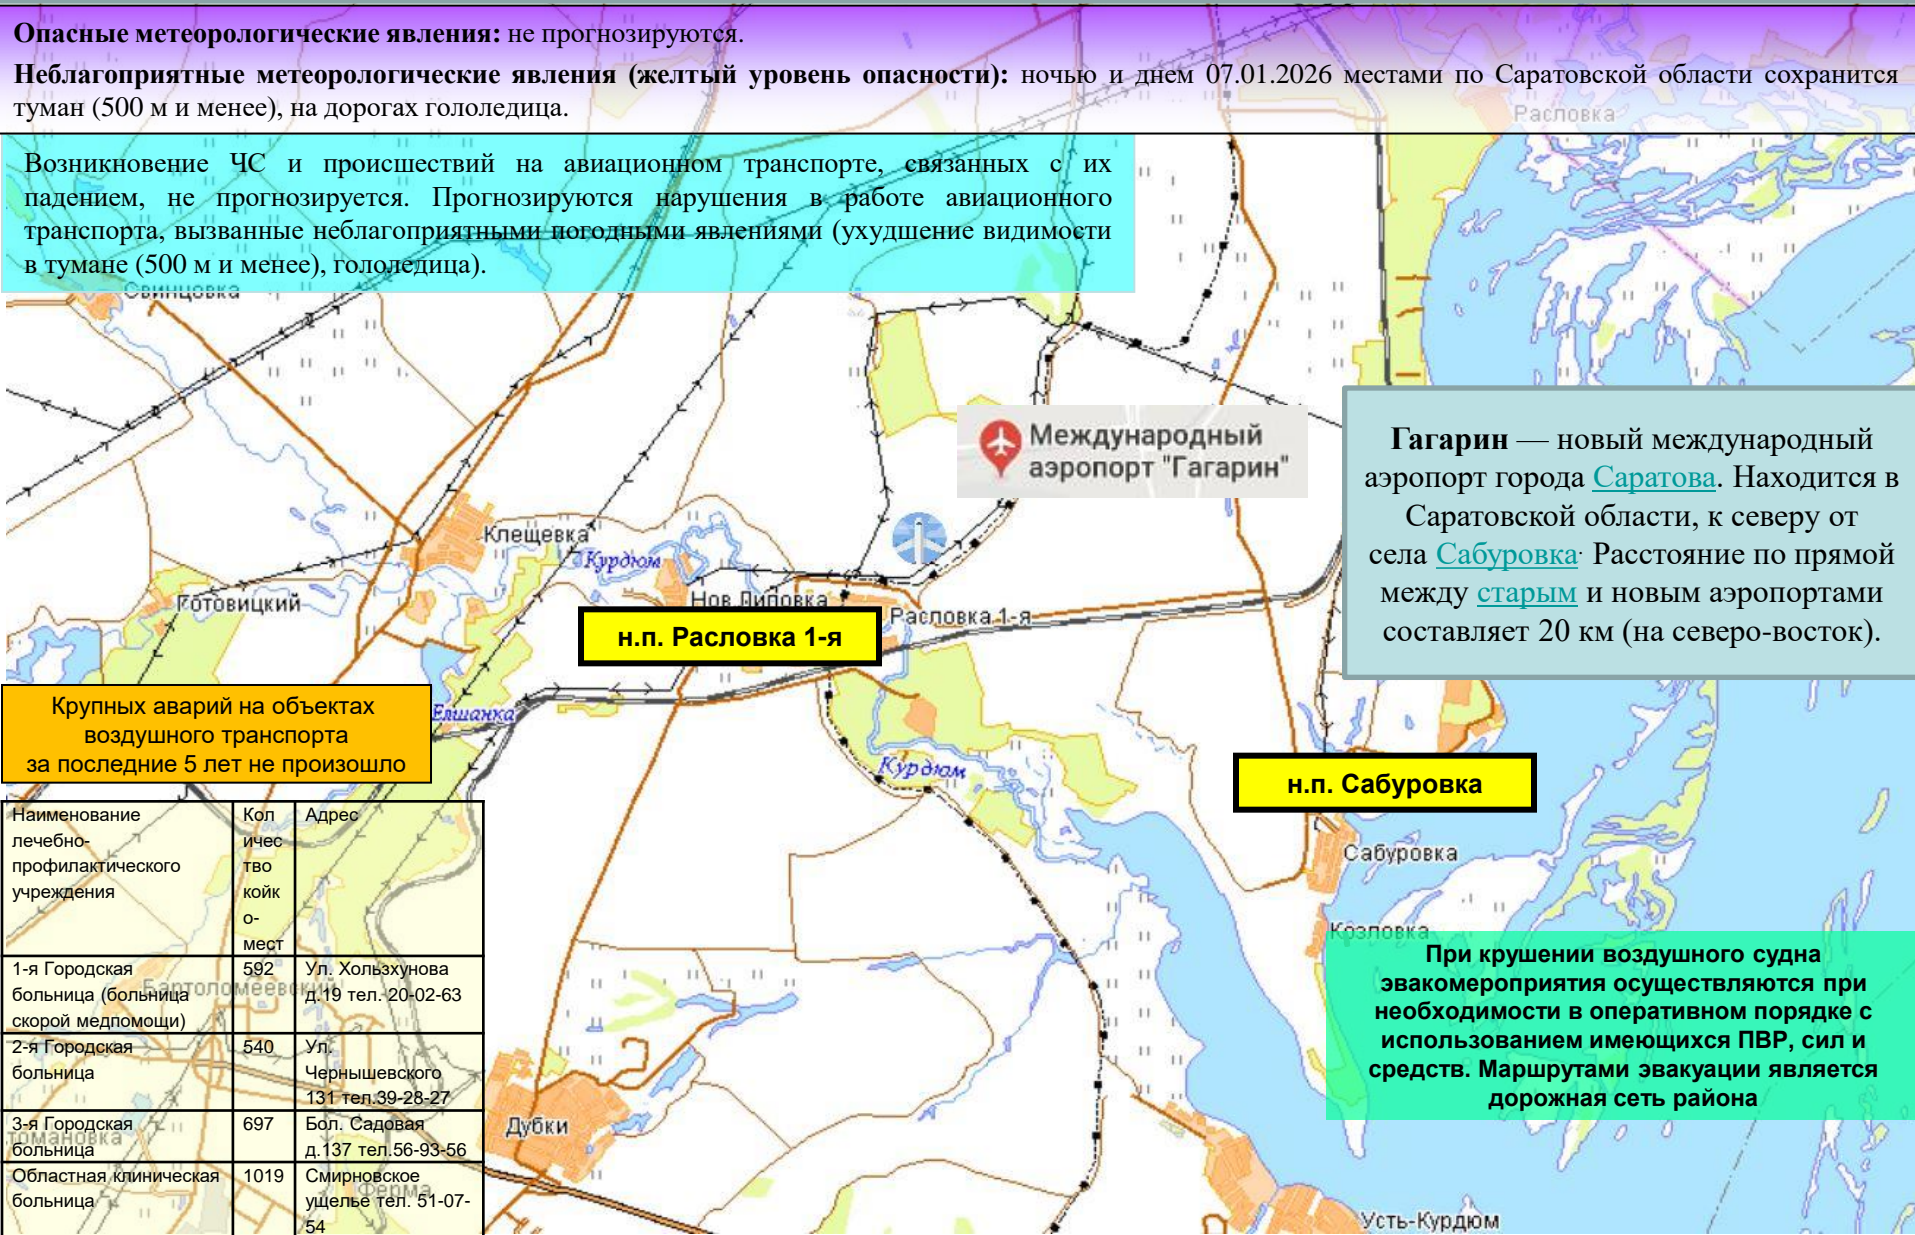 Опасные метеорологические явления: не прогнозируются.
Неблагоприятные метеорологические явления (желтый уровень опасности): ночью и днем 07.01.2026 местами по Саратовской области сохранится
туман (500 м и менее), на дорогах гололедица.
Расловка
Возникновение ЧС и происшествий на авиационном транспорте, связанных с их
падением, не прогнозируется. Прогнозируются нарушения в работе авиационного
транспорта, вызванные неблагоприятными погодными явлениями (ухудшение видимости
в тумане (500 м и менее), гололедица).
Свинцовка
Международный
аэропорт "Гагарин"
Гагарин — новый международный
аэропорт города Саратова. Находится в
Саратовской области, к северу от
села Сабуровка. Расстояние по прямой
между старым и новым аэропортами
составляет 20 км (на северо-восток).
Клещевка
Курдюм
Готовицкий
Нов.Липовка
Расловка 1-я
н.п. Расловка 1-я
Крупных аварий на объектах
воздушного транспорта
за последние 5 лет не произошло
Елшанка
Курдюм
н.п. Сабуровка
Сабуровка
Козловка
Наименование
лечебно-
профилактического
учреждения
Кол
ичес
тво
койк
о-
мест
Адрес
1-я Городская
больница (больница
скорой медпомощи)
592
Ул. Хользхунова
д.19 тел. 20-02-63
Бартоломеевский
2-я Городская
больница
540
Ул.
Чернышевского
131 тел.39-28-27
3-я Городская
больница
697
Бол. Садовая
д.137 тел.56-93-56
Областная клиническая
больница
1019
Смирновское
ущелье тел. 51-07-
54
Ферма
Дубки
При крушении воздушного судна
эвакомероприятия осуществляются при
необходимости в оперативном порядке с
использованием имеющихся ПВР, сил и
средств. Маршрутами эвакуации является
дорожная сеть района
Усть-Курдюм